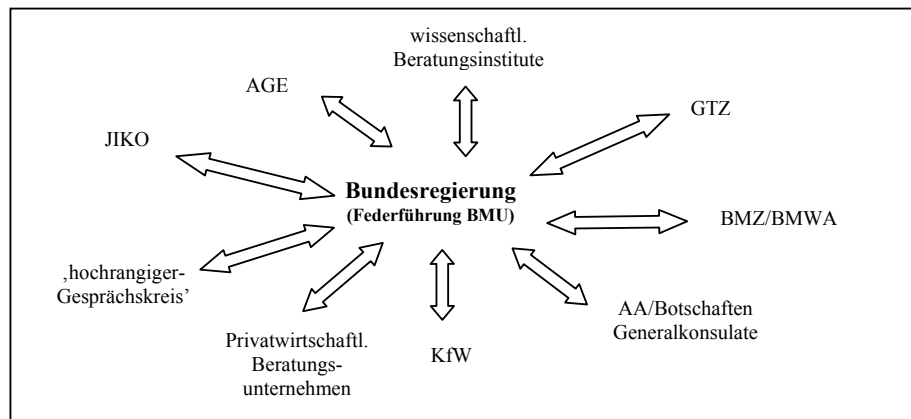 wissenschaftl.
Beratungsinstitute
AGE
GTZ
JIKO
Bundesregierung
(Federführung BMU)
BMZ/BMWA
‚hochrangiger-
Gesprächskreis’
AA/Botschaften
Generalkonsulate
Privatwirtschaftl.
Beratungs-
unternehmen
KfW